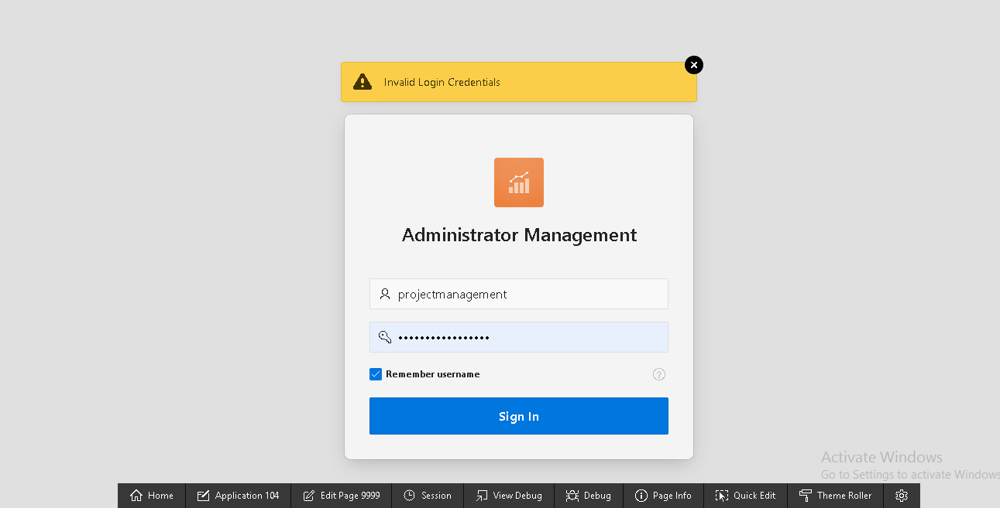 Invalid Login Credentials
Administrator Management
projectmanagement
•••••••••••••••••
Remember username
Sign In
Activate Windows
Go to Settings to activate Windows
Home Application 104 Edit Page 9999 Session View Debug Debug Page Info Quick Edit Theme Roller